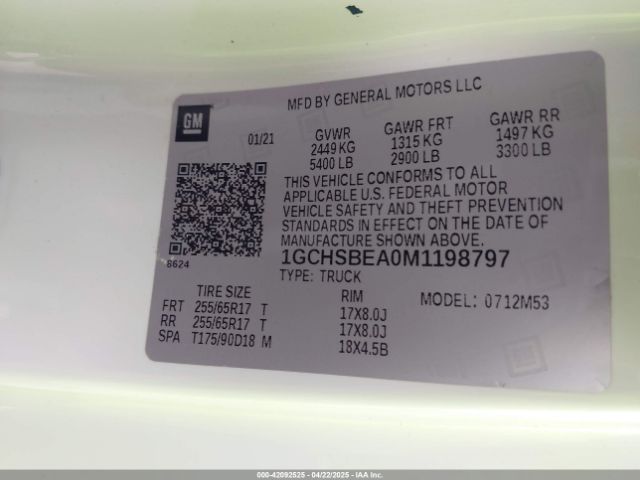 MFD BY GENERAL MOTORS LLC
GM
01/21
GVWR GAWR FRT GAWR RR
2449 KG 1315 KG 1497 KG
5400 LB 2900 LB 3300 LB
THIS VEHICLE CONFORMS TO ALL
APPLICABLE U.S. FEDERAL MOTOR
VEHICLE SAFETY AND THEFT PREVENTION
STANDARDS IN EFFECT ON THE DATE OF
MANUFACTURE SHOWN ABOVE.
8624
1GCHSBEA0M1198797
TYPE: TRUCK
TIRE SIZE RIM MODEL: 0712M53
FRT 255/65R17 T 17X8.0J
RR 255/65R17 T 17X8.0J
SPA T175/90D18 M 18X4.5B
000-42092525 - 04/22/2025 - IAA Inc.